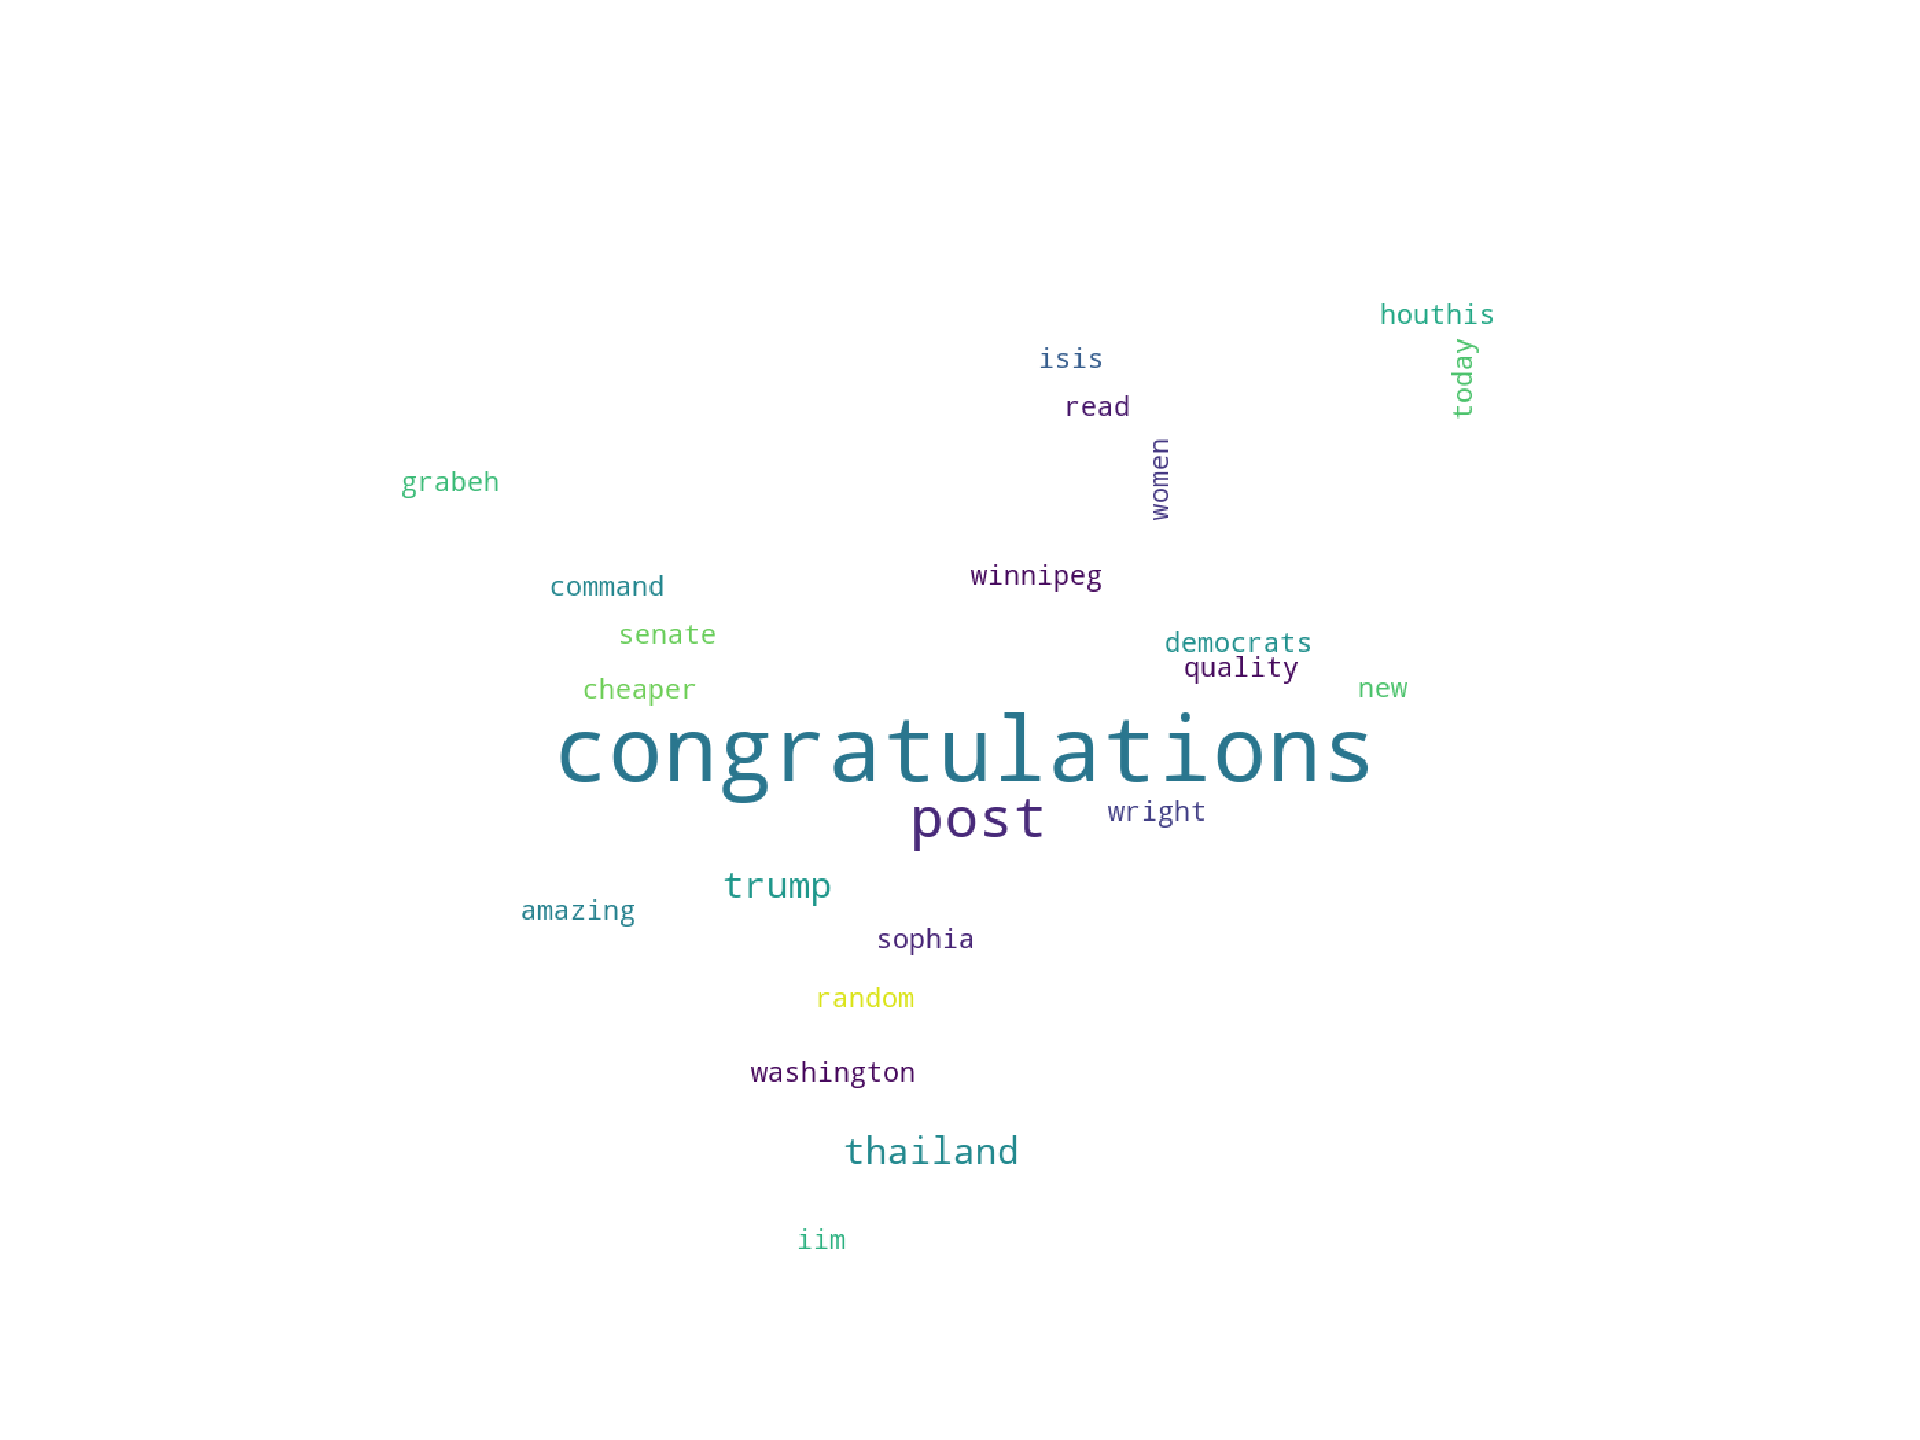 houthis
isis
today
read
women
grabeh
winnipeg
command
senate
democrats
quality
cheaper
new
congratulations
post
wright
trump
amazing
sophia
random
washington
thailand
iim